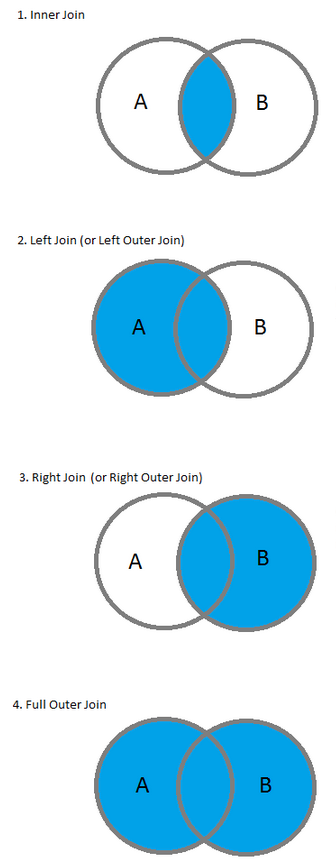 1. Inner Join
A B
2. Left Join (or Left Outer Join)
A B
3. Right Join (or Right Outer Join)
A B
4. Full Outer Join
A B